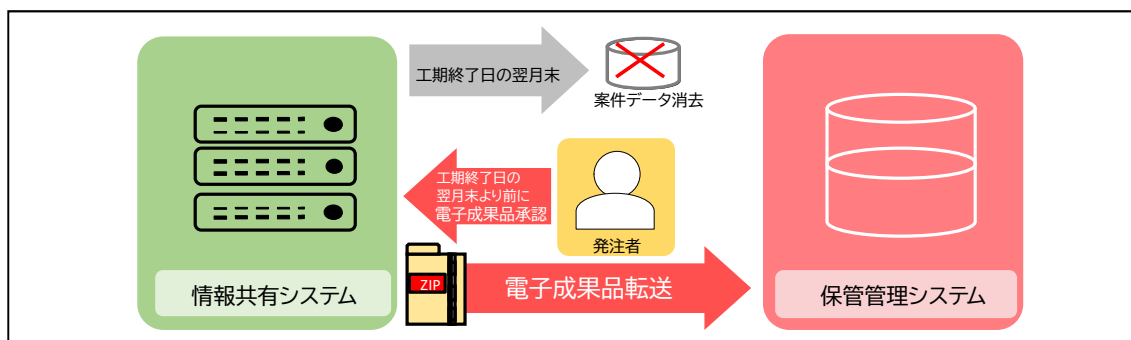 工期終了日の翌月末
案件データ消去
工期終了日の
翌月末より前に
電子成果品承認
発注者
ZIP
電子成果品転送
情報共有システム
保管管理システム